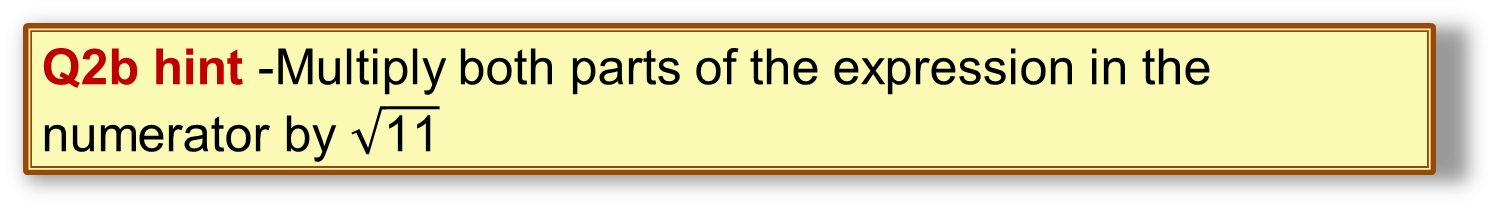 Q2b hint -Multiply both parts of the expression in the
numerator by √11